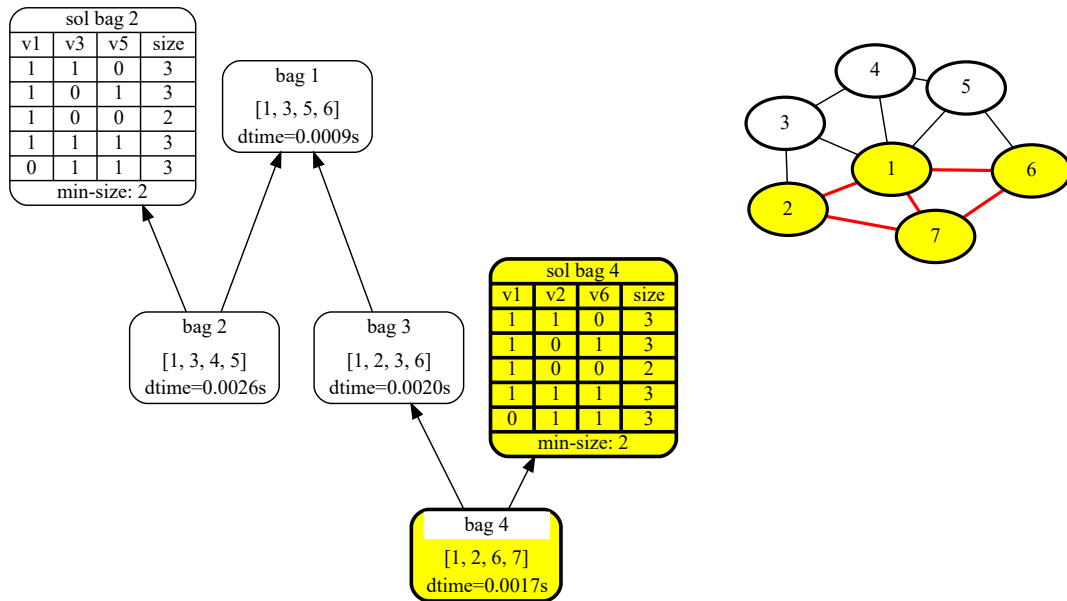 sol bag 2
v1 v3 v5 size
1 1 0 3
1 0 1 3
1 0 0 2
1 1 1 3
0 1 1 3
min-size: 2
bag 1
[1, 3, 5, 6]
dtime=0.0009s
bag 2
[1, 3, 4, 5]
dtime=0.0026s
bag 3
[1, 2, 3, 6]
dtime=0.0020s
sol bag 4
v1 v2 v6 size
1 1 0 3
1 0 1 3
1 0 0 2
1 1 1 3
0 1 1 3
min-size: 2
bag 4
[1, 2, 6, 7]
dtime=0.0017s
4
5
3
1
6
2
7